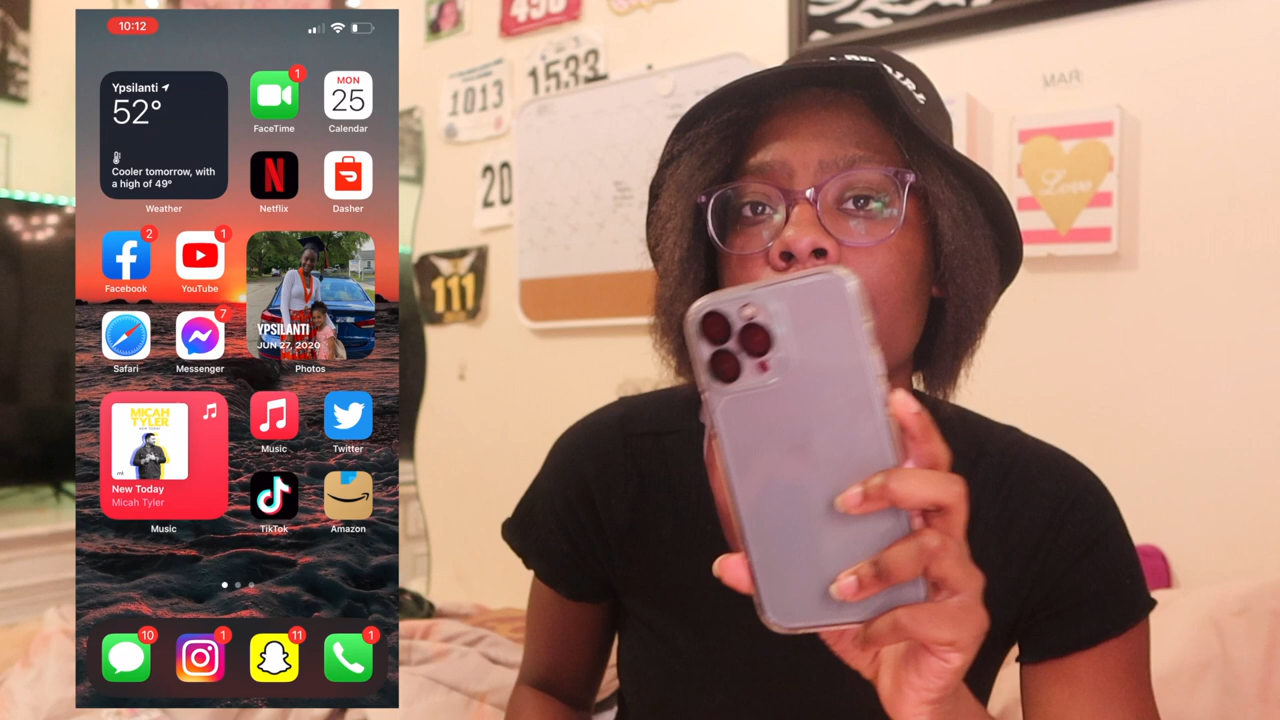 10:12
Ypsilanti
52°
Cooler tomorrow, with
a high of 49°
Weather
1
FaceTime
MON
25
Calendar
N
Netflix
Dasher
2
Facebook
1
YouTube
YPSILANTI
JUN 27, 2020
Photos
Safari
7
Messenger
MICAH
TYLER
NEW TODAY
New Today
Micah Tyler
Music
Music
Twitter
TikTok
Amazon
10
1
11
1
1533
1013
20
111
MAR
Love